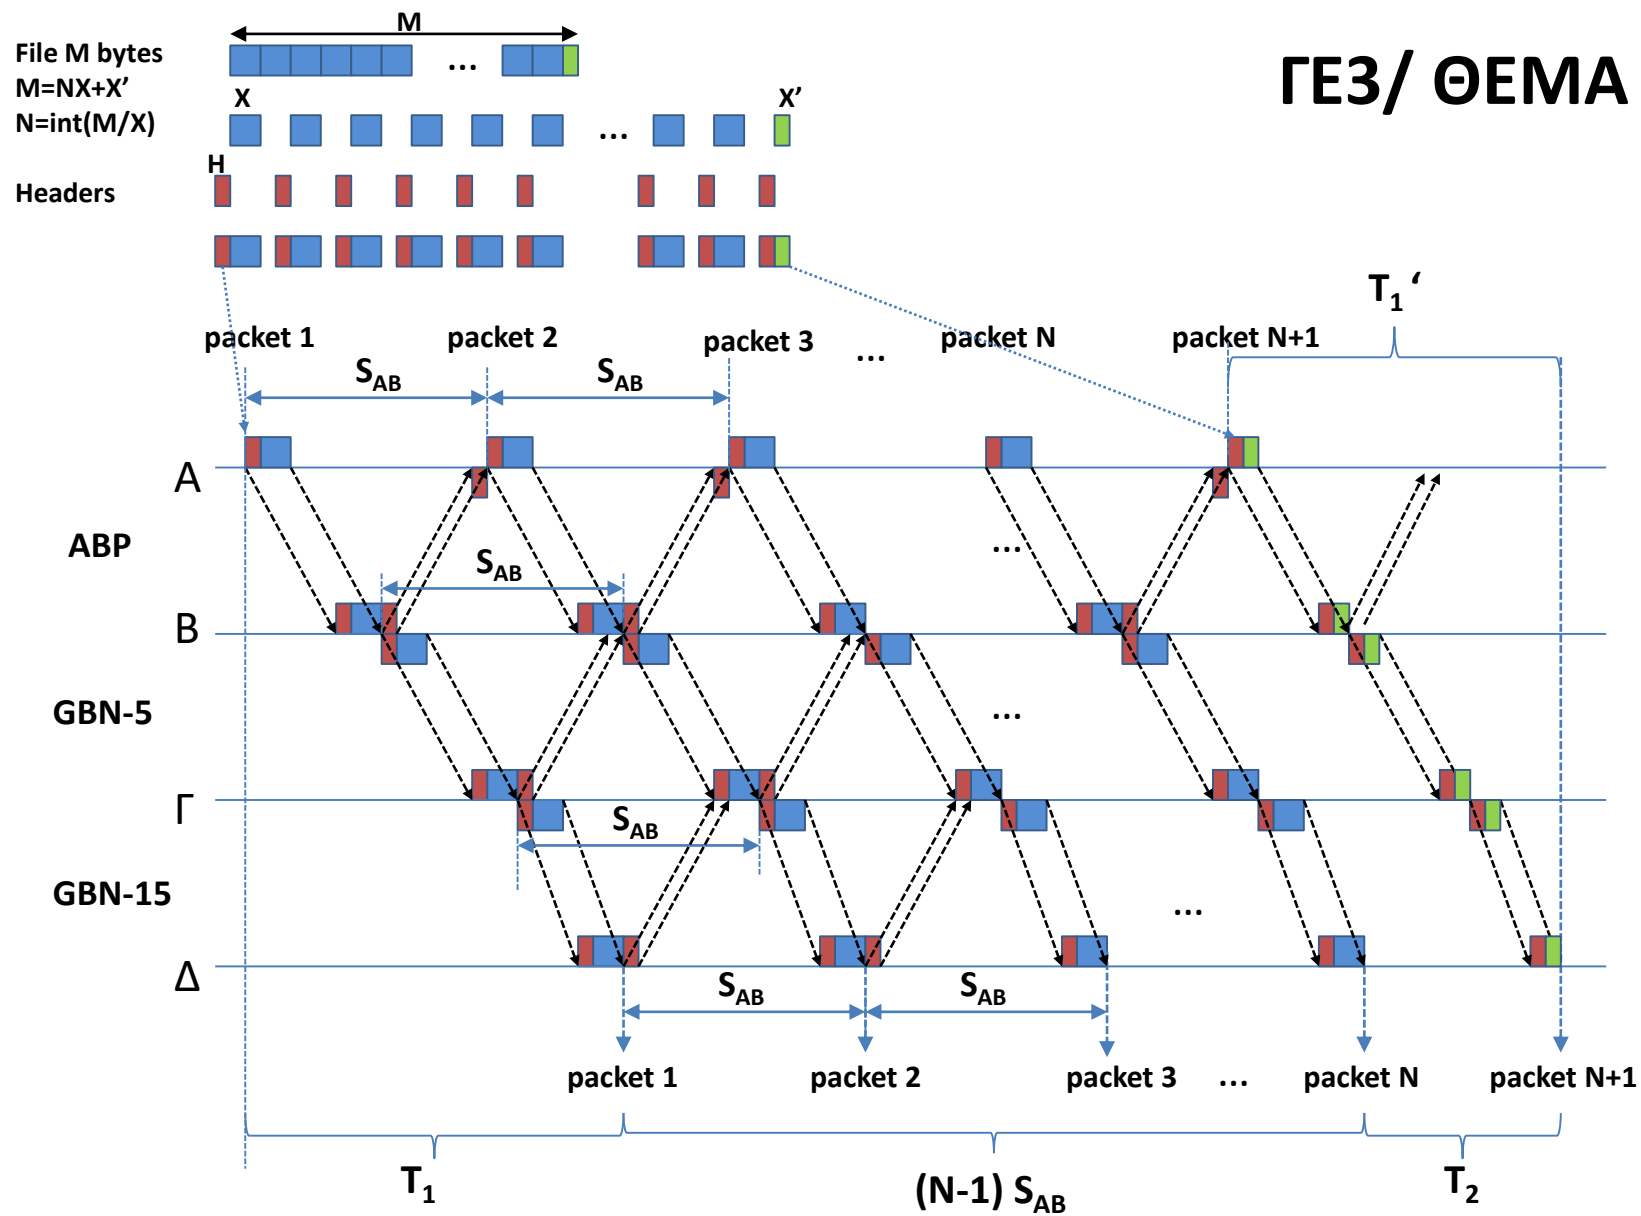 M
File M bytes
M=NX+X'
N=int(M/X)
...
ΓΕ3/ ΘΕΜΑ
X
X'
...
H
Headers
T1 ‘
packet 1
packet 2
packet 3
...
packet N
packet N+1
SAB
SAB
A
ABP
...
SAB
B
GBN-5
...
Γ
SAB
GBN-15
...
Δ
SAB
SAB
packet 1
packet 2
packet 3
...
packet N
packet N+1
T1
(N-1) SAB
T2